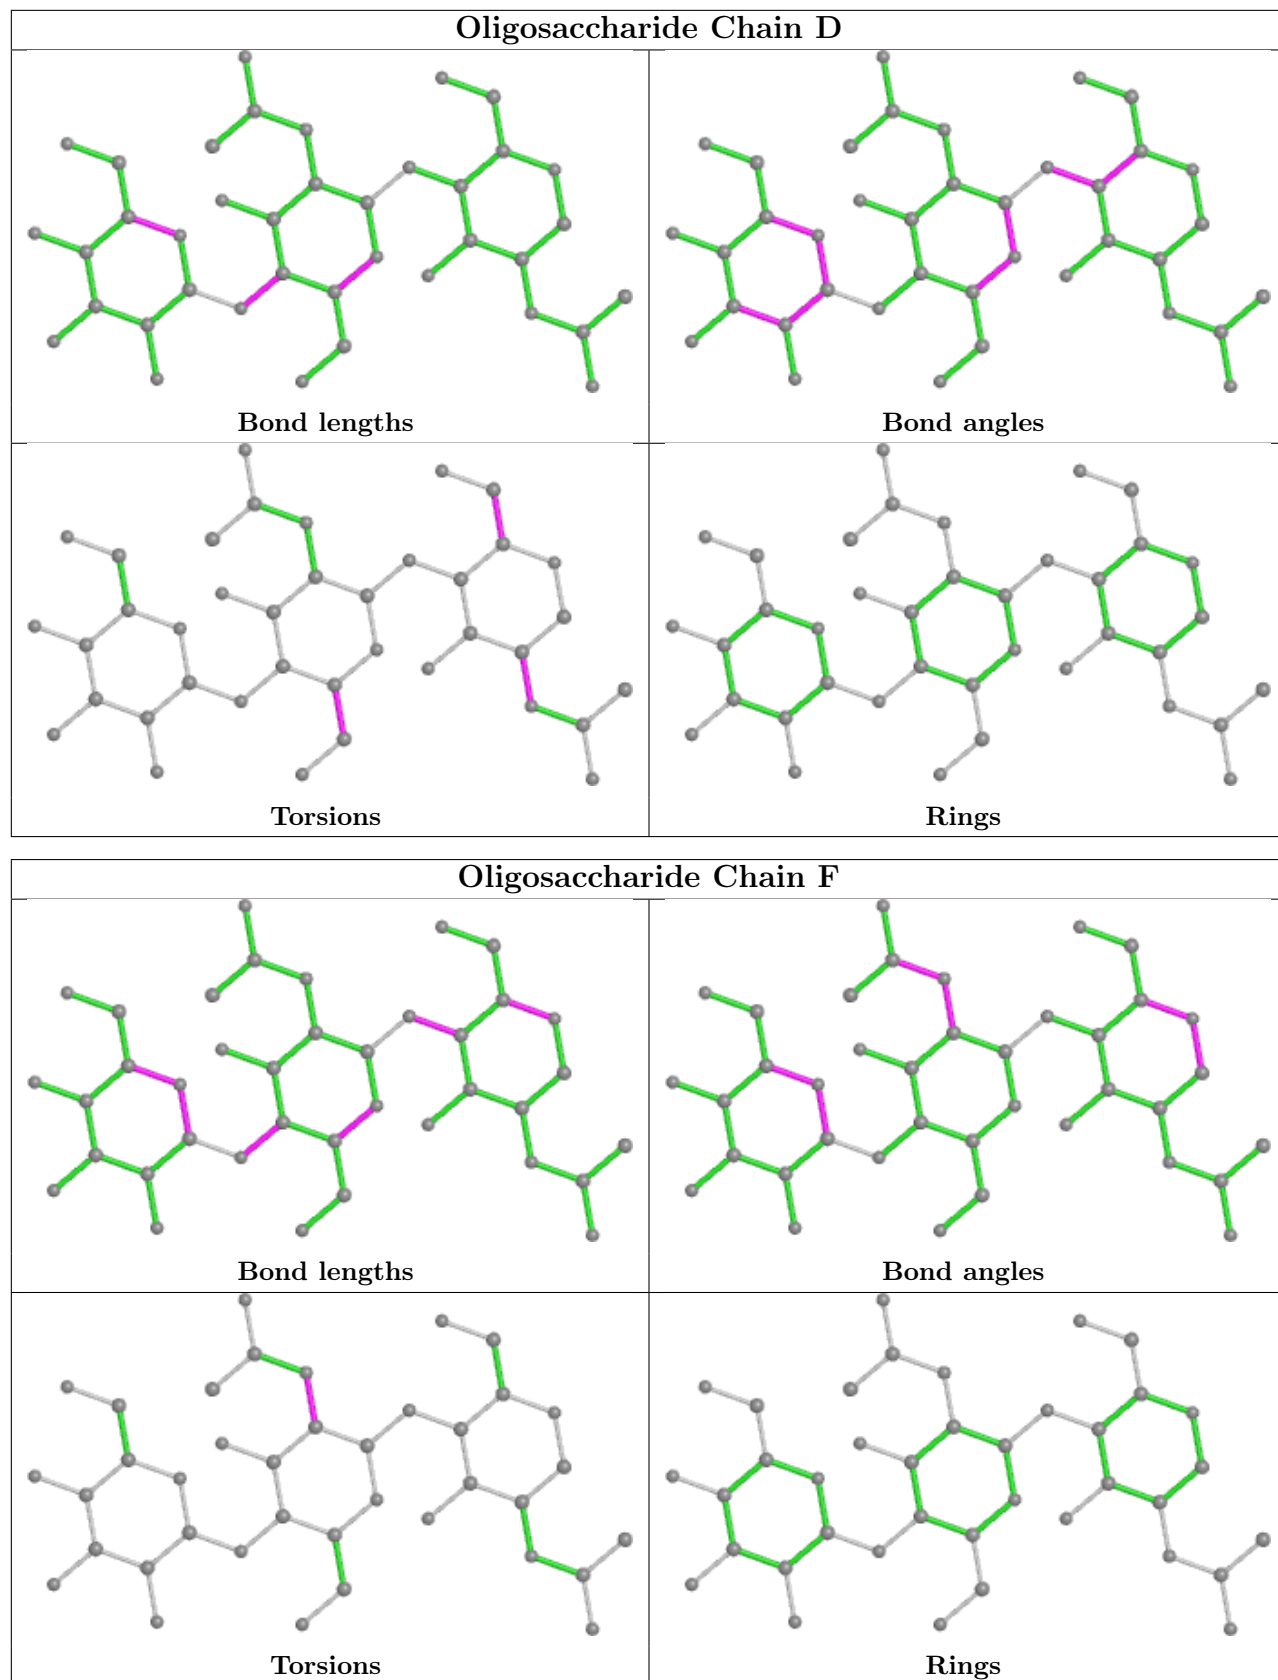 Oligosaccharide Chain D
Bond lengths
Bond angles
Torsions
Rings
Oligosaccharide Chain F
Bond lengths
Bond angles
Torsions
Rings